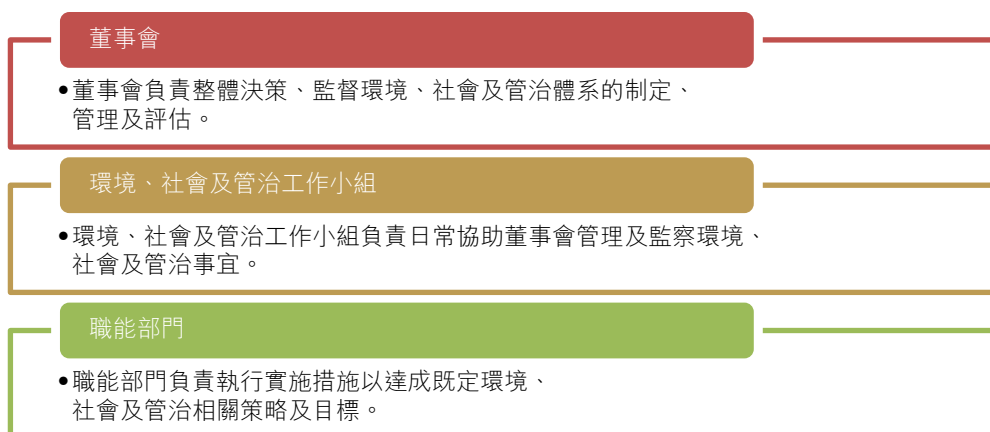 董事會
•董事會負責整體決策、監督環境、社會及管治體系的制定、
管理及評估。
環境、社會及管治工作小組
•環境、社會及管治工作小組負責日常協助董事會管理及監察環境、
社會及管治事宜。
職能部門
•職能部門負責執行實施措施以達成既定環境、
社會及管治相關策略及目標。